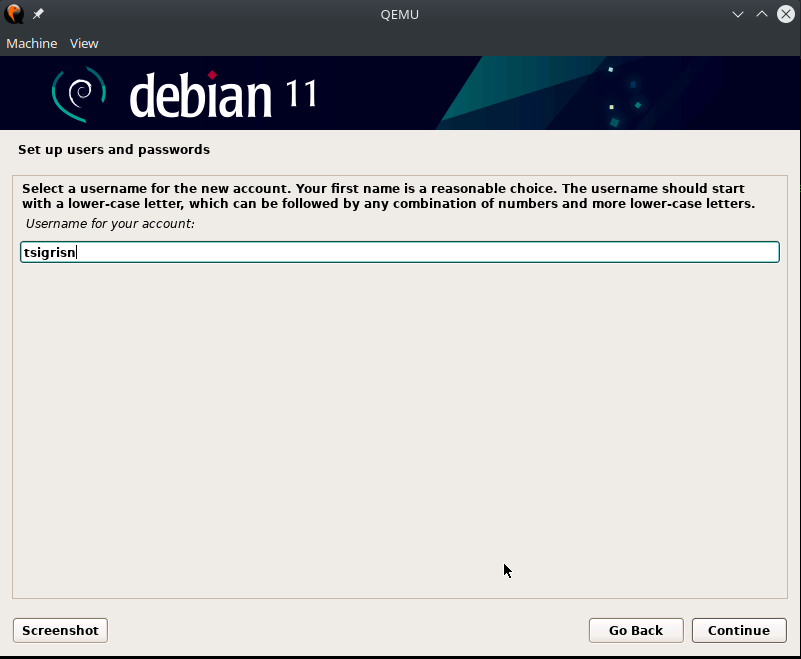 QEMU
Machine View
debian 11
Set up users and passwords
Select a username for the new account. Your first name is a reasonable choice. The username should start
with a lower-case letter, which can be followed by any combination of numbers and more lower-case letters.
Username for your account:
tsigrisn
Screenshot Go Back Continue